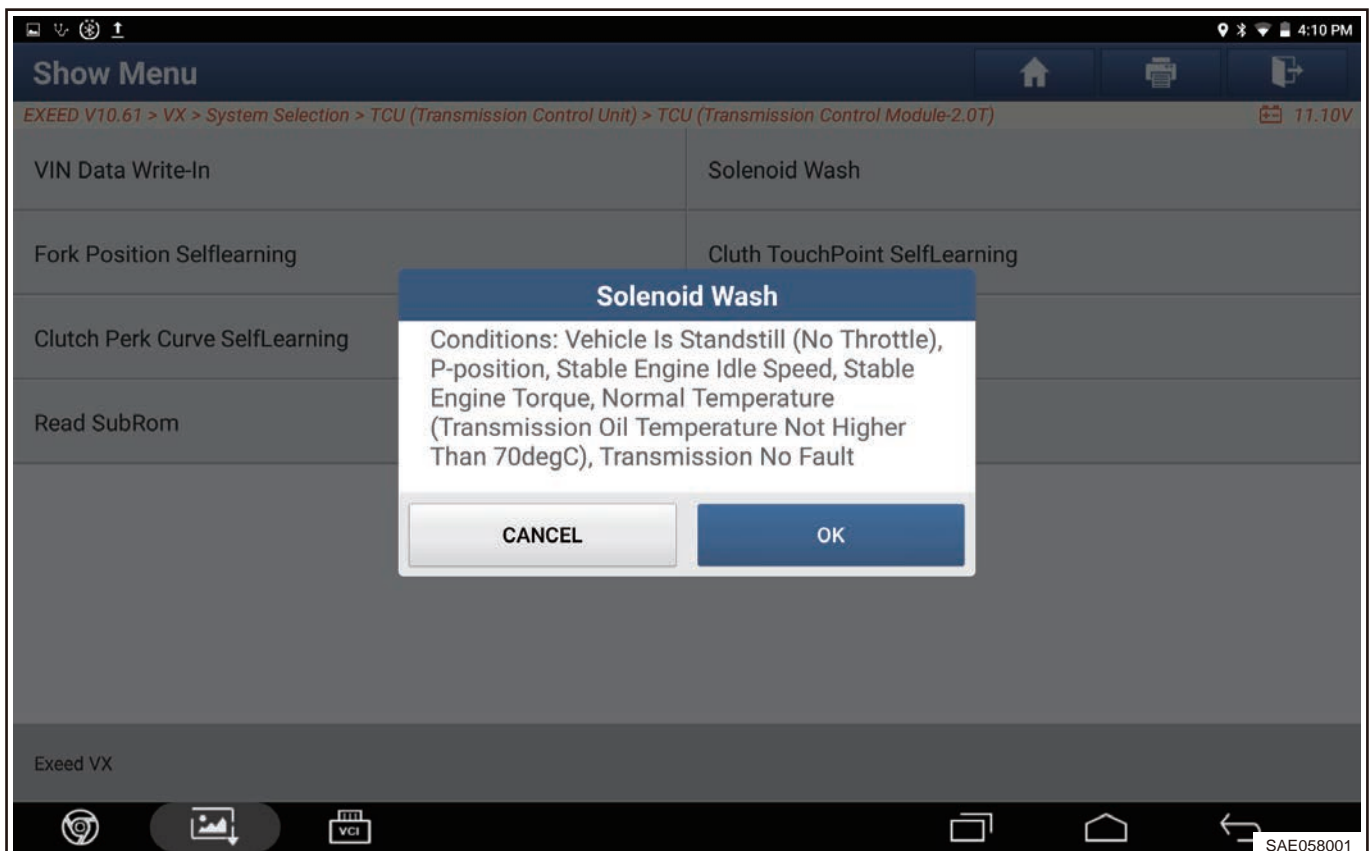 4:10 PM
Show Menu
EXEED V10.61 > VX > System Selection > TCU (Transmission Control Unit) > TCU (Transmission Control Module-2.0T)
11.10V
VIN Data Write-In
Solenoid Wash
Fork Position Selflearning
Cluth TouchPoint SelfLearning
Solenoid Wash
Clutch Perk Curve SelfLearning
Conditions: Vehicle Is Standstill (No Throttle),
P-position, Stable Engine Idle Speed, Stable
Engine Torque, Normal Temperature
(Transmission Oil Temperature Not Higher
Than 70degC), Transmission No Fault
Read SubRom
CANCEL
OK
Exeed VX
VCI
SAE058001